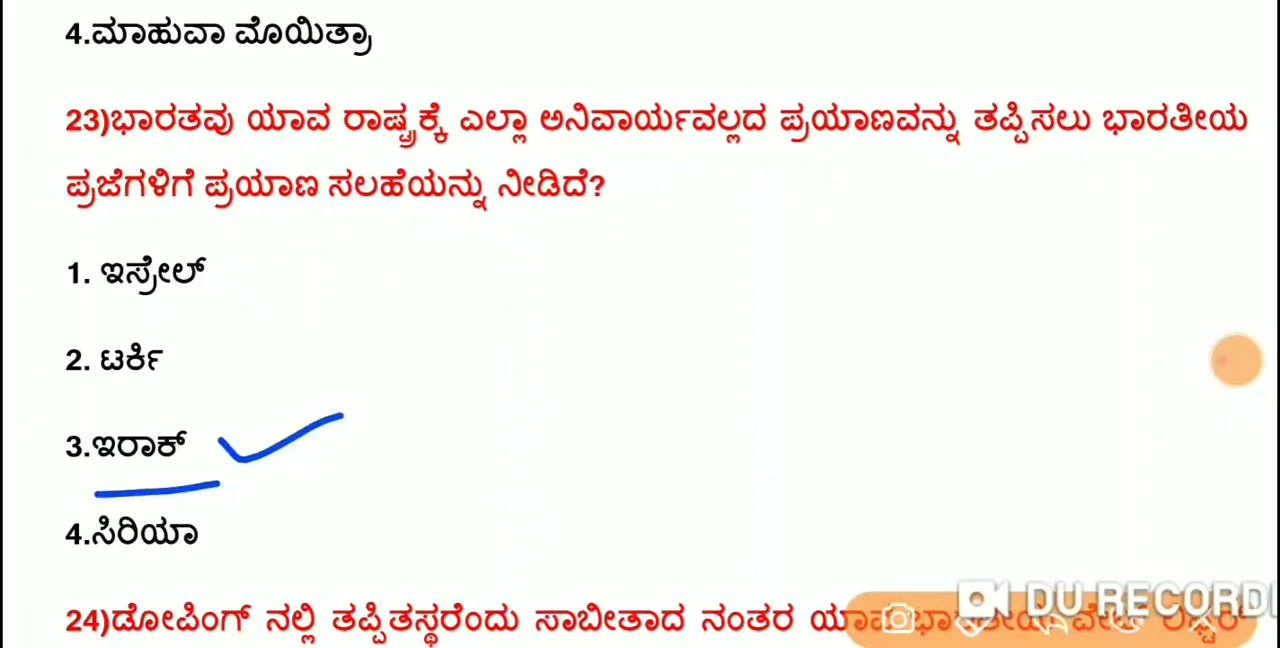 4.ಮಾಹುವಾ ಮೊಯಿತ್ರಾ
23)ಭಾರತವು ಯಾವ ರಾಷ್ಟ್ರಕ್ಕೆ ಎಲ್ಲಾ ಅನಿವಾರ್ಯವಲ್ಲದ ಪ್ರಯಾಣವನ್ನು ತಪ್ಪಿಸಲು ಭಾರತೀಯ
ಪ್ರಜೆಗಳಿಗೆ ಪ್ರಯಾಣ ಸಲಹೆಯನ್ನು ನೀಡಿದೆ?
1. ಇಸ್ರೇಲ್
2. ಟರ್ಕಿ
3.ಇರಾಕ್
4.ಸಿರಿಯಾ
24)ಡೋಪಿಂಗ್ ನಲ್ಲಿ ತಪ್ಪಿತಸ್ಥರೆಂದು ಸಾಬೀತಾದ ನಂತರ
DU RECORD